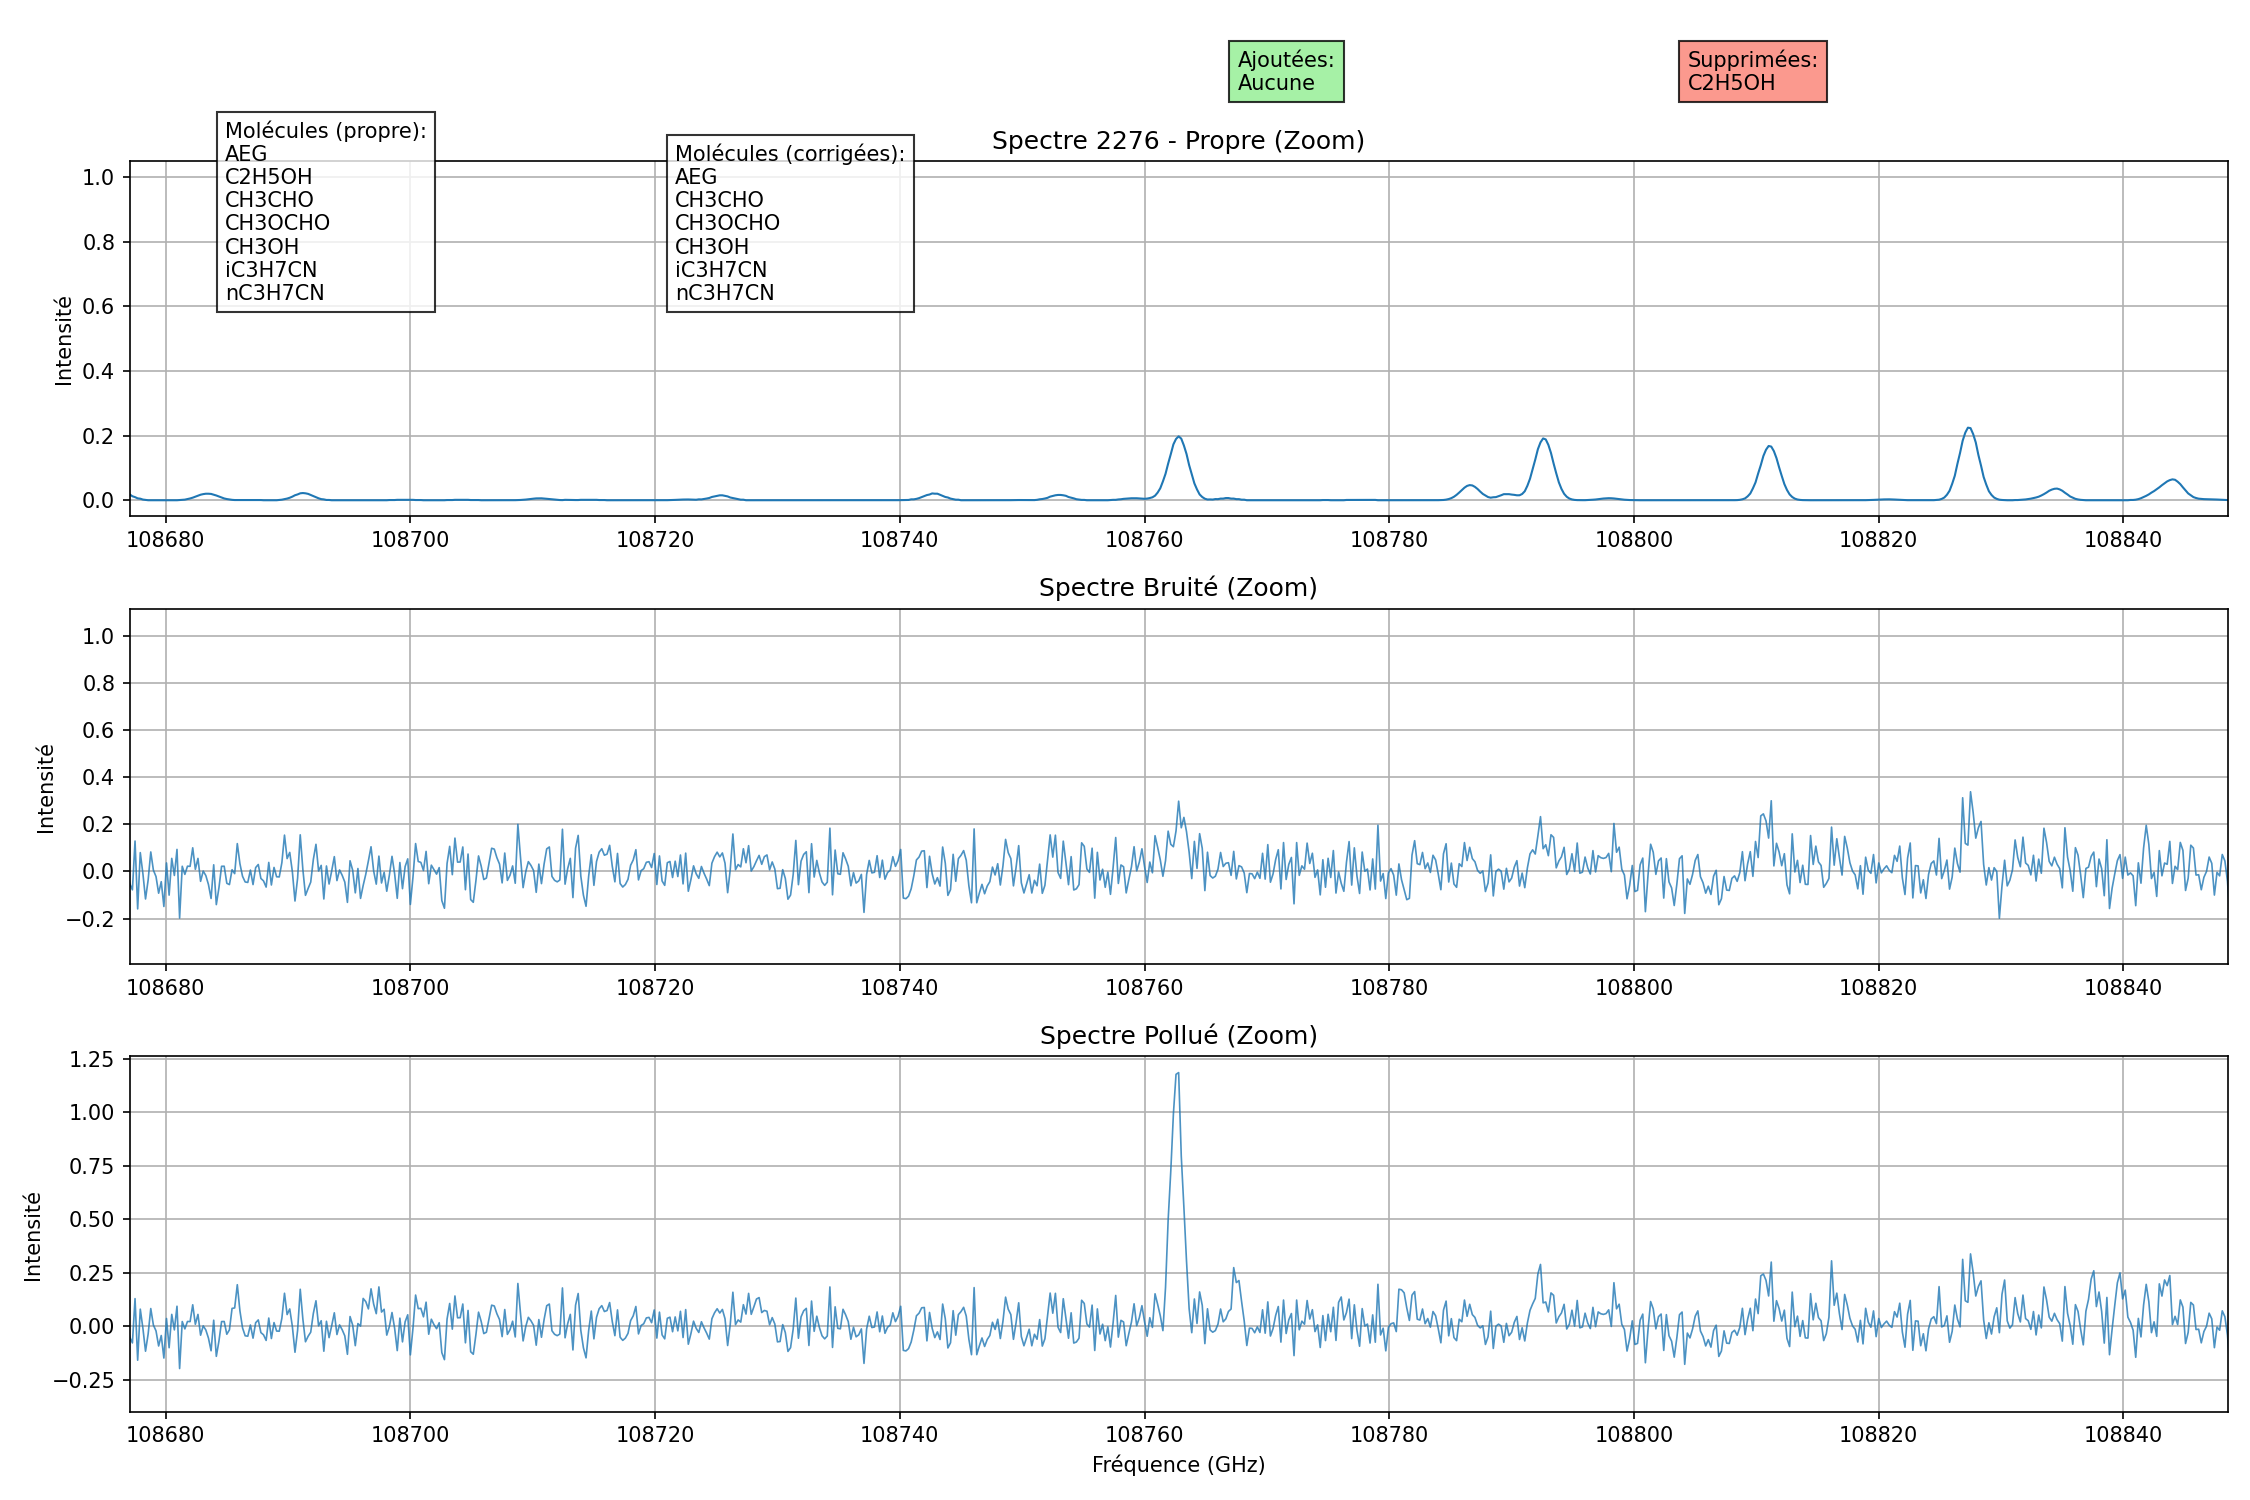 Ajoutées:
Aucune
Supprimées:
C2H5OH
Molécules (propre):
AEG
C2H5OH
CH3CHO
CH3OCHO
CH3OH
iC3H7CN
nC3H7CN
Molécules (corrigées):
AEG
CH3CHO
CH3OCHO
CH3OH
iC3H7CN
nC3H7CN
Spectre 2276 - Propre (Zoom)
Intensité
1.0
0.8
0.6
0.4
0.2
0.0
108680 108700 108720 108740 108760 108780 108800 108820 108840
Spectre Bruité (Zoom)
Intensité
1.0
0.8
0.6
0.4
0.2
0.0
−0.2
108680 108700 108720 108740 108760 108780 108800 108820 108840
Spectre Pollué (Zoom)
Intensité
1.25
1.00
0.75
0.50
0.25
0.00
−0.25
108680 108700 108720 108740 108760 108780 108800 108820 108840
Fréquence (GHz)